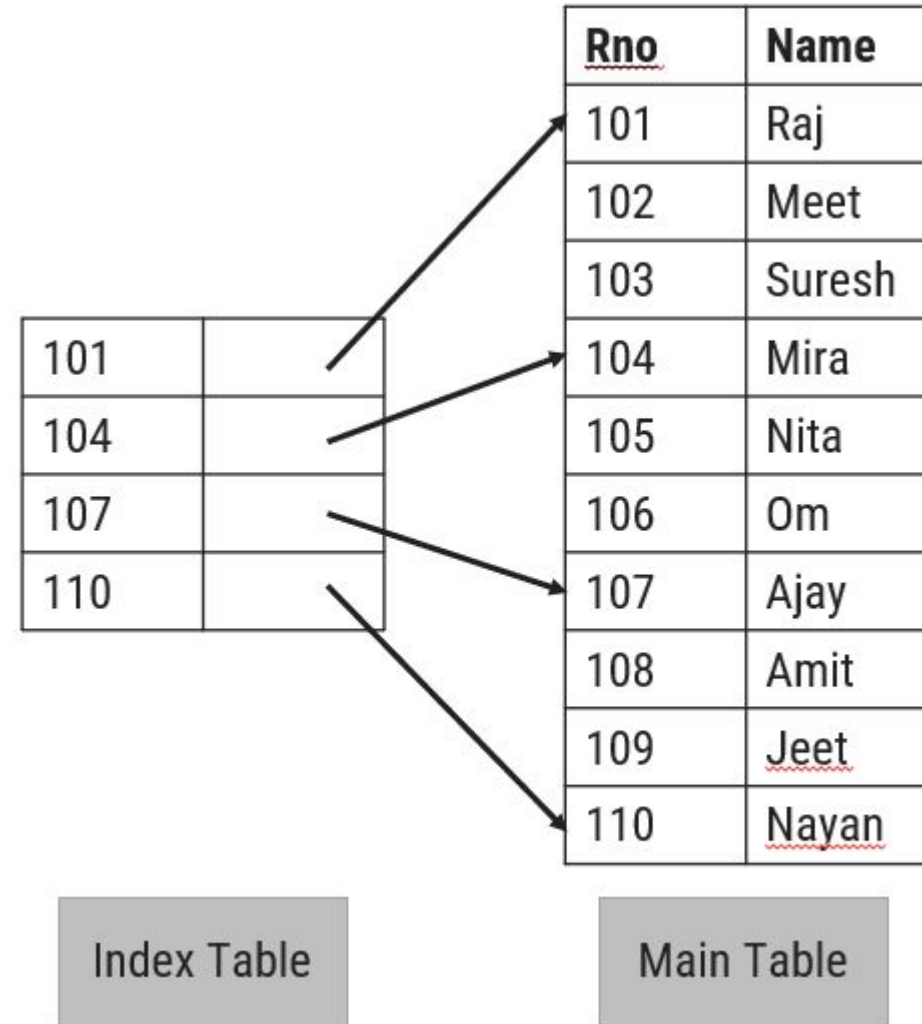 Rno Name
101 Raj
102 Meet
103 Suresh
101
104 Mira
104
105 Nita
107
106 Om
110
107 Ajay
108 Amit
109 Jeet
110 Nayan
Index Table
Main Table